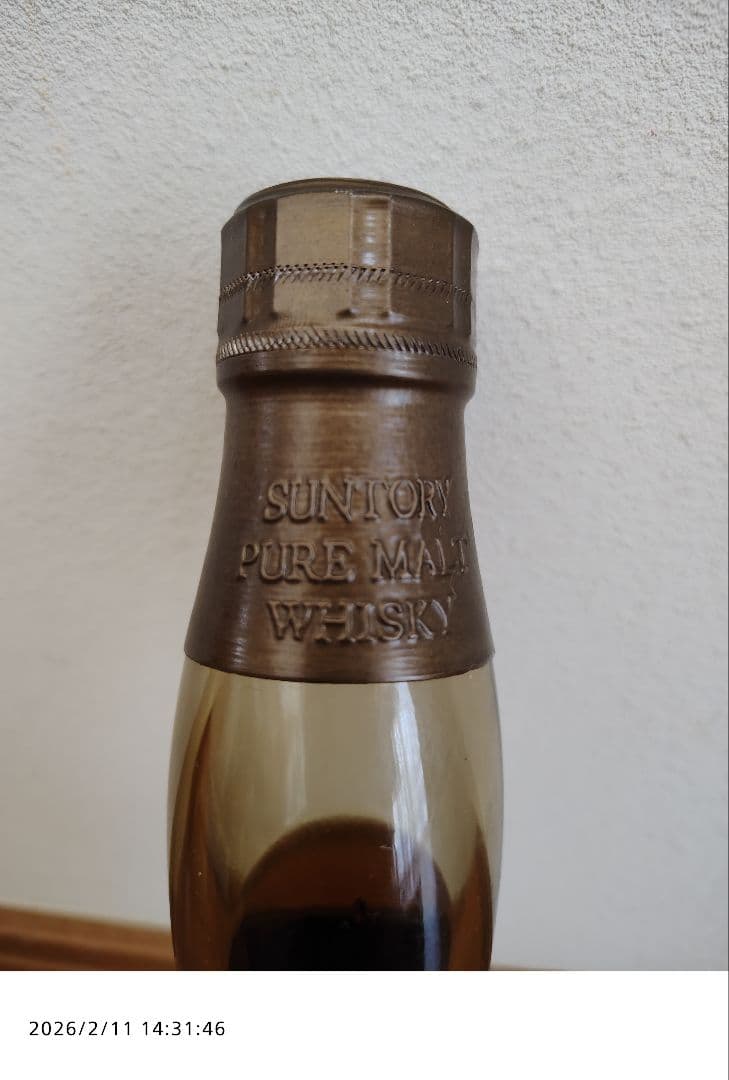 SUNTORY
PURE MALT
WHISKY
2026/2/11 14:31:46